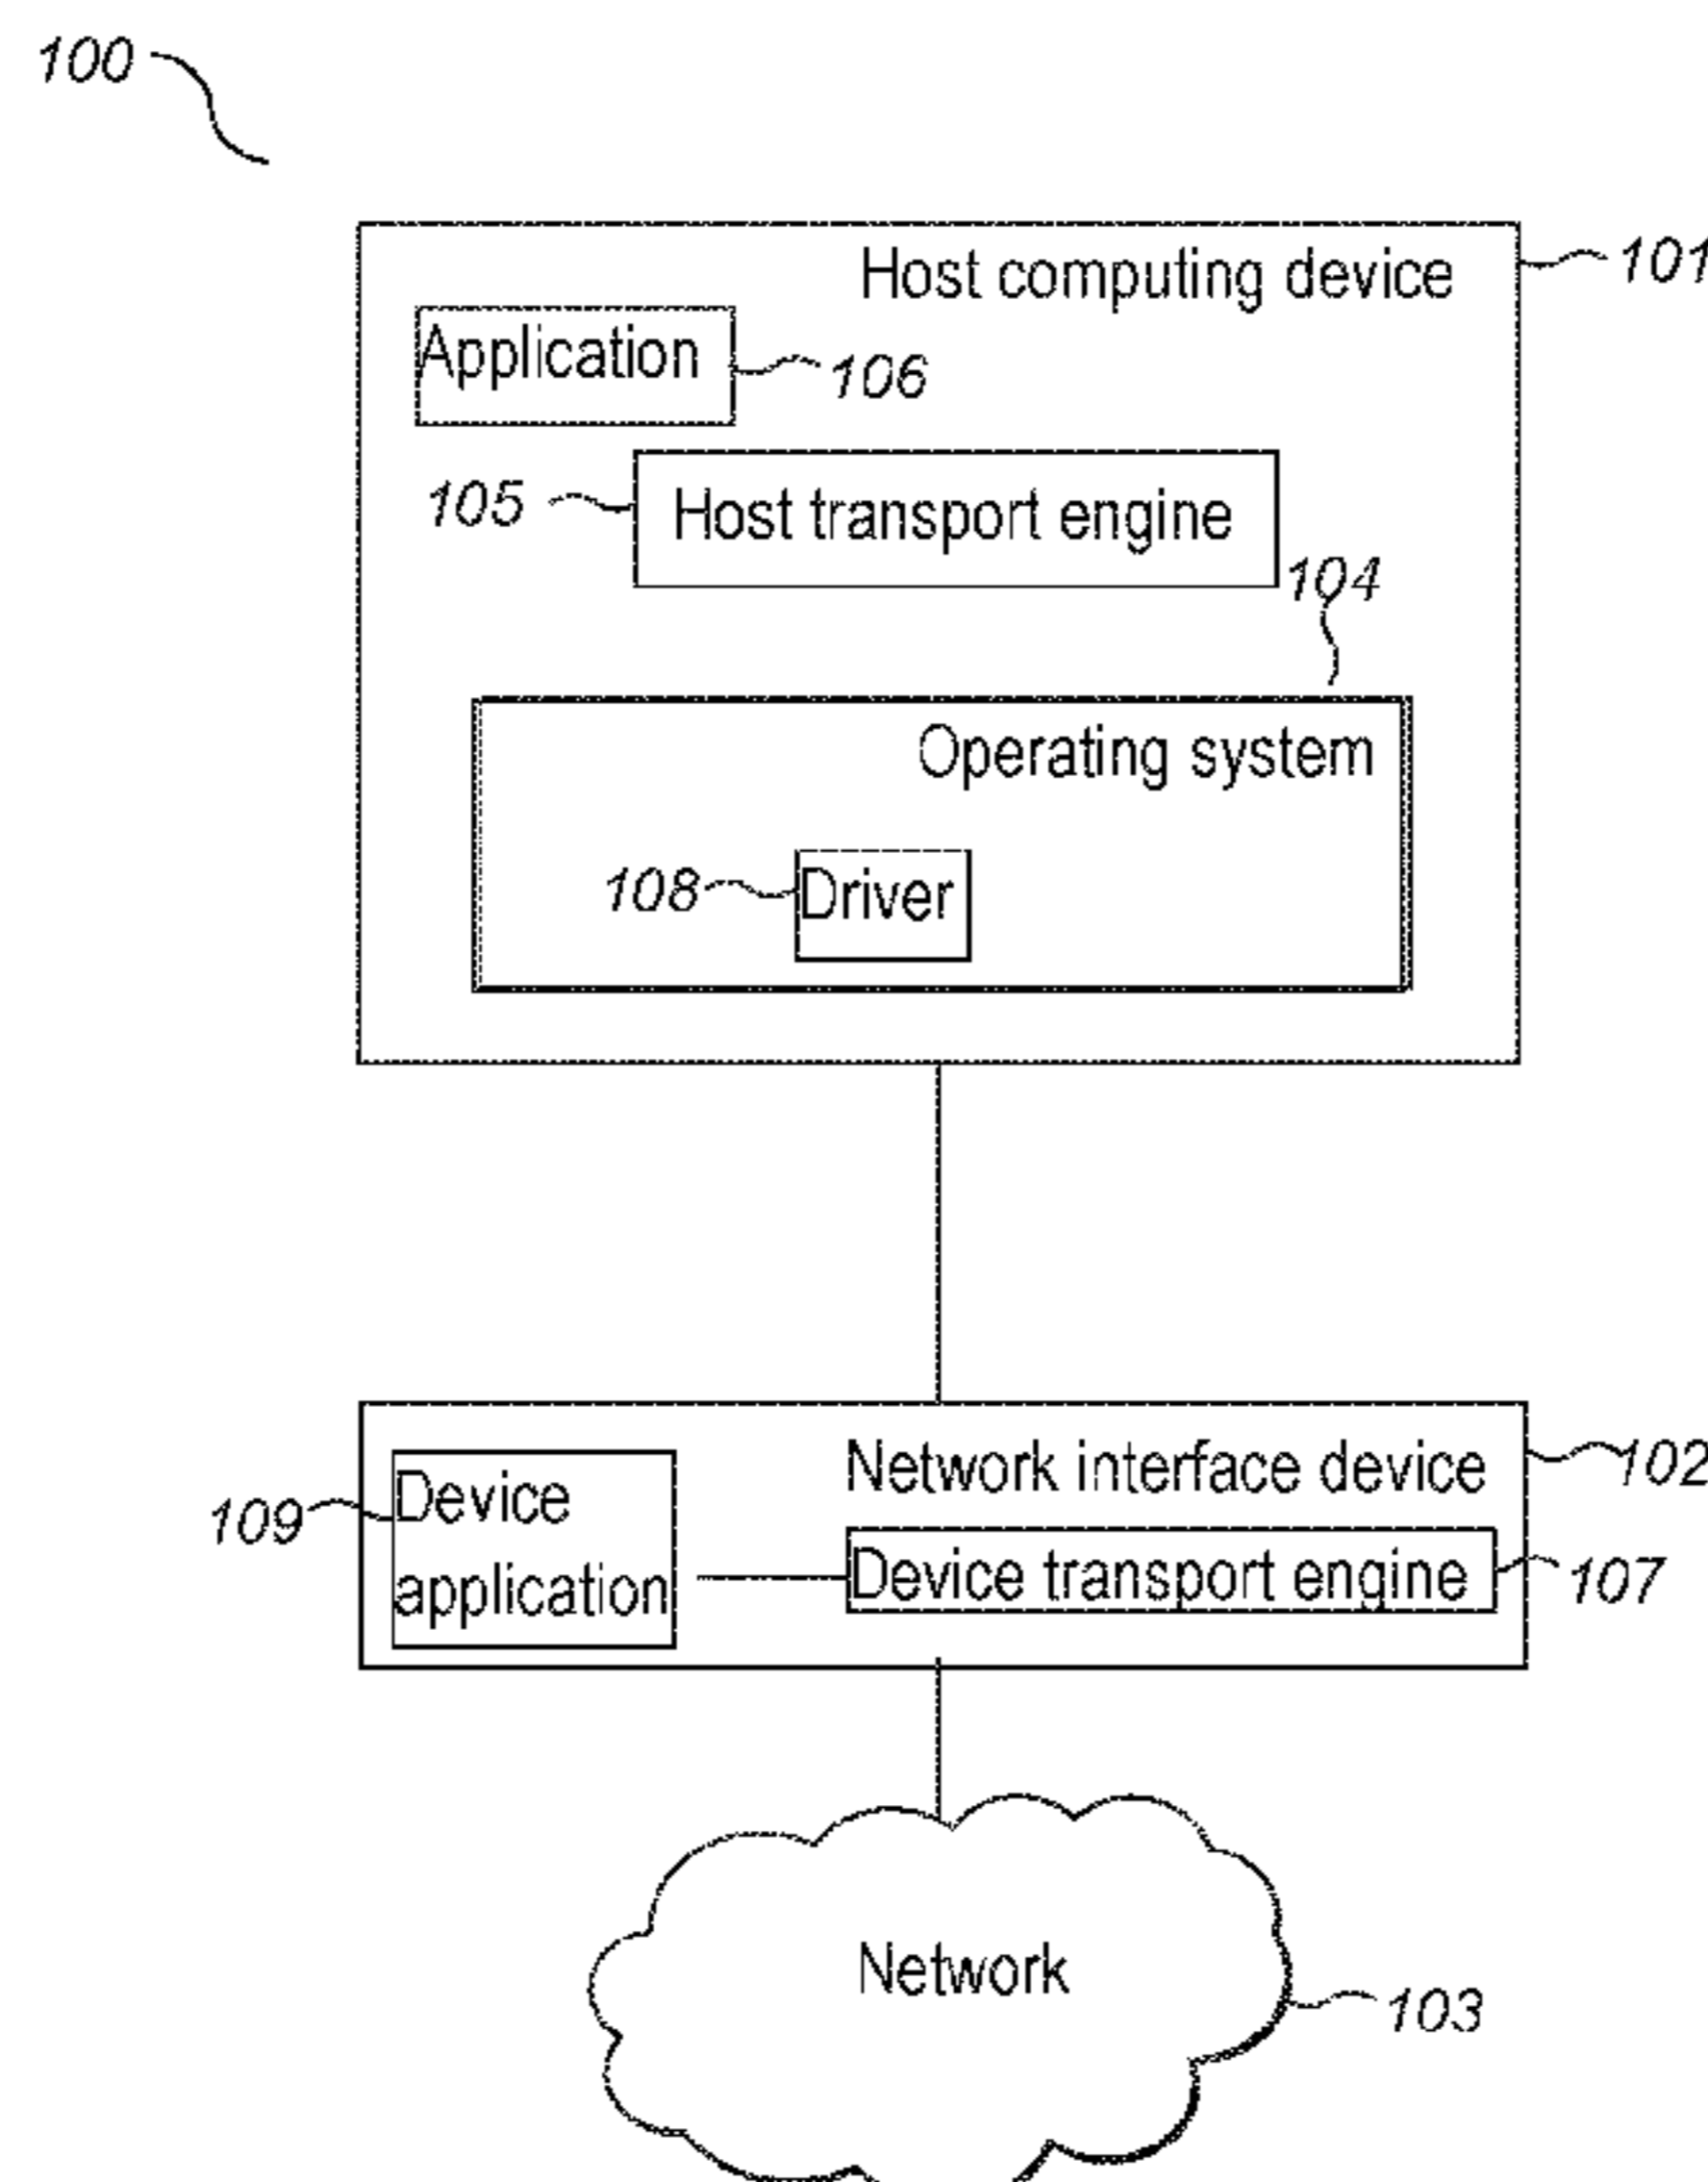 100
Host computing device
101
Application
106
105
Host transport engine
104
Operating system
108
Driver
Network interface device
102
109
Device
application
Device transport engine
107
Network
103